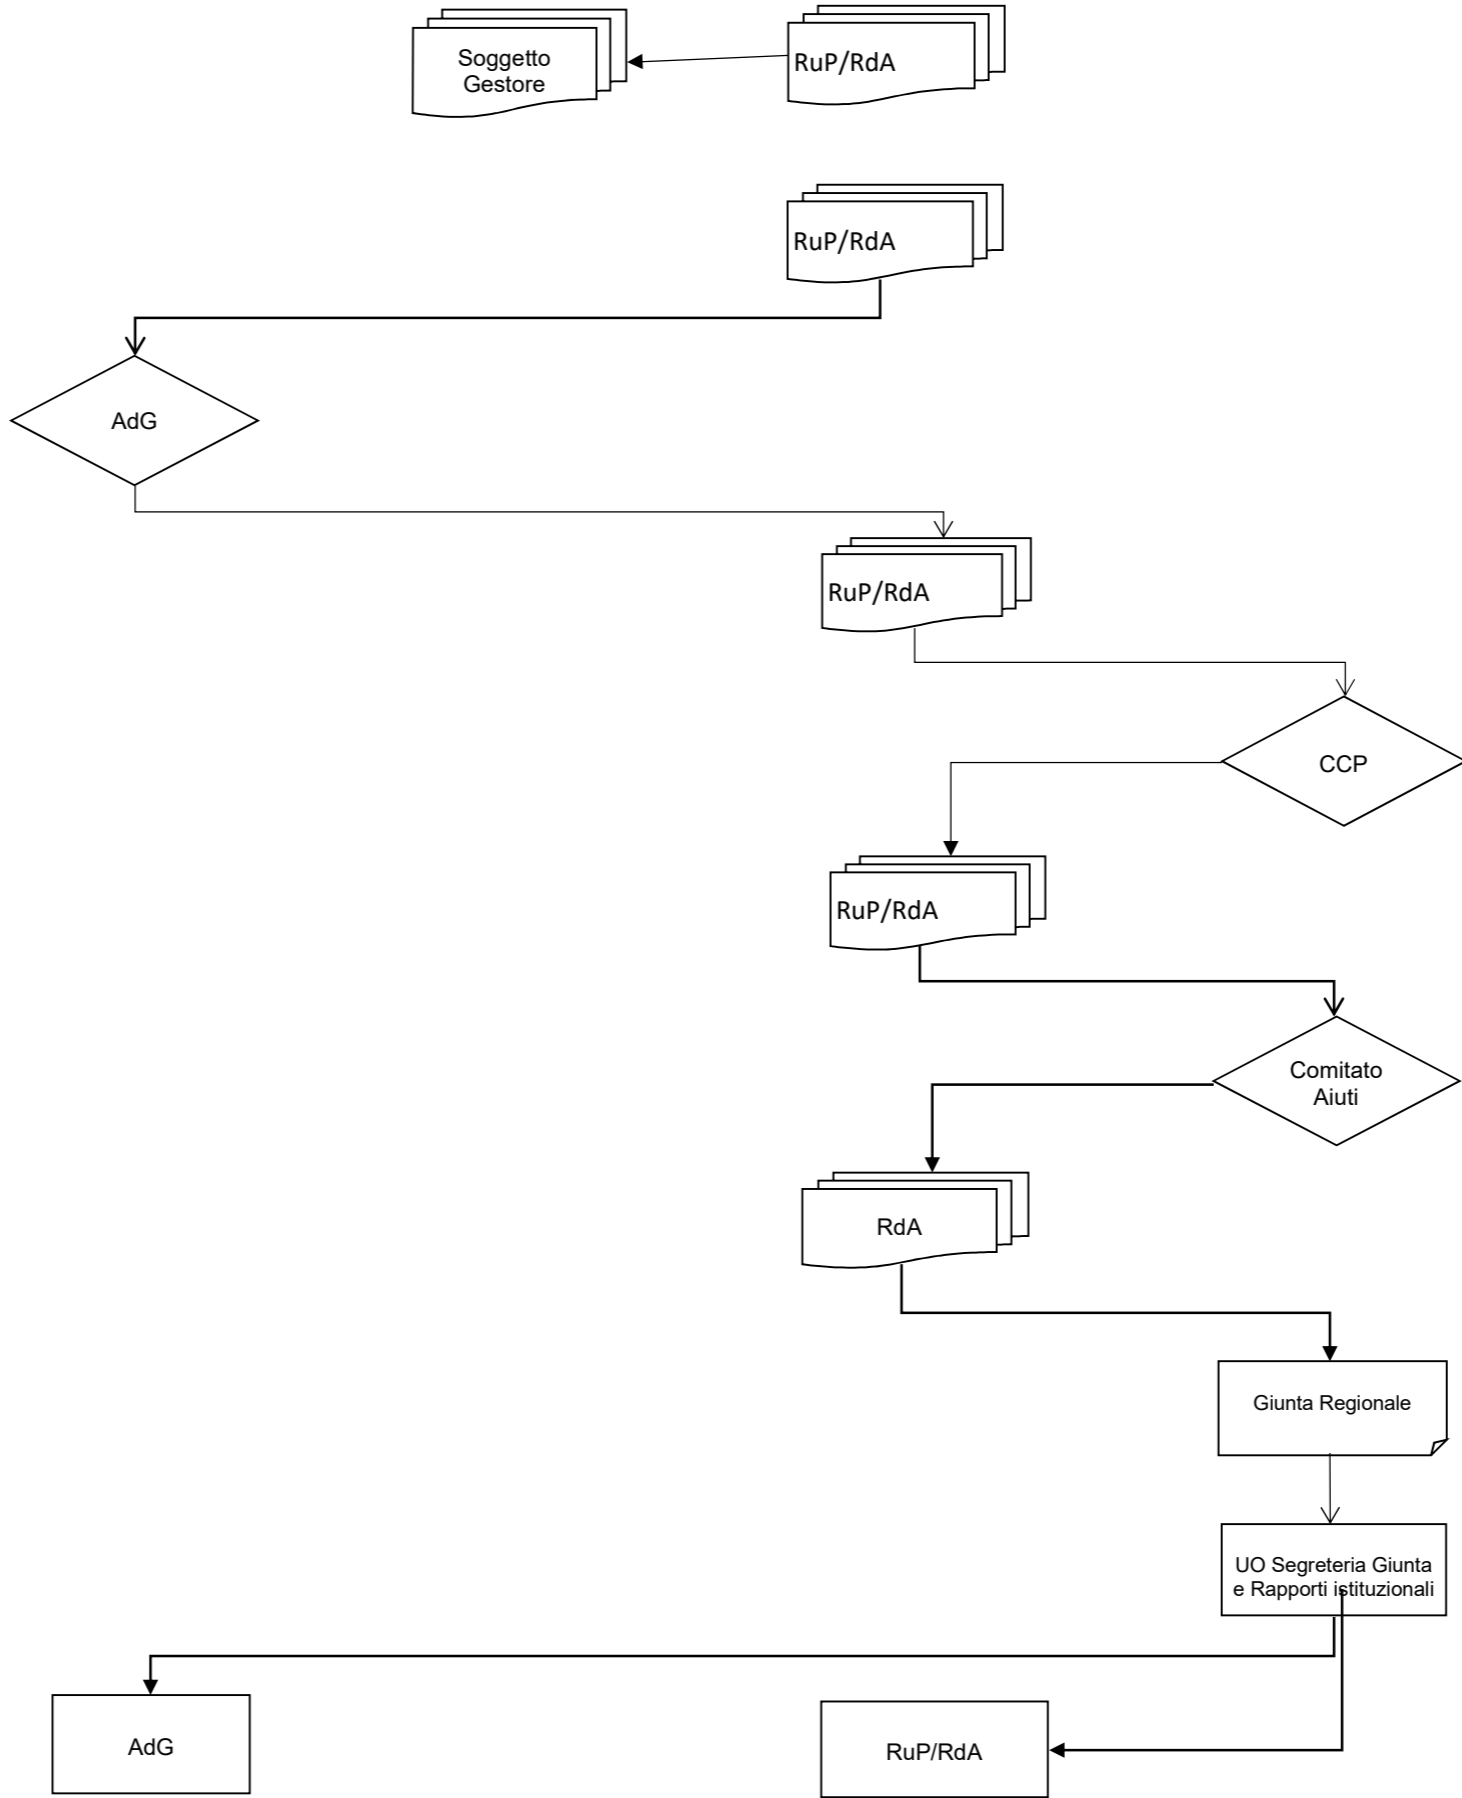 Soggetto
Gestore
RuP/RdA
RuP/RdA
AdG
RuP/RdA
CCP
RuP/RdA
Comitato
Aiuti
RdA
Giunta Regionale
UO Segreteria Giunta
e Rapporti istituzionali
AdG
RuP/RdA